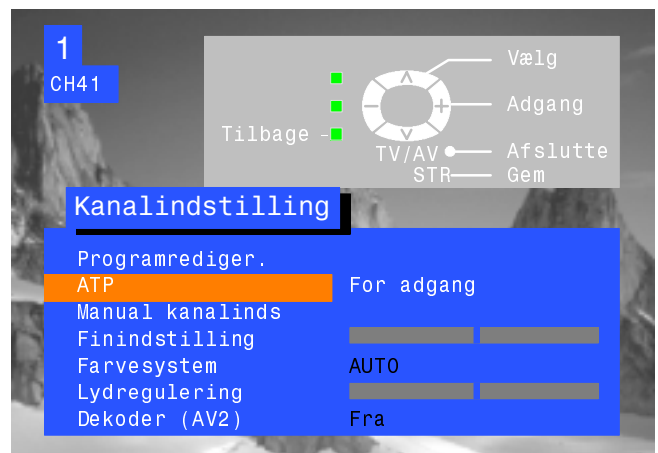 1
CH41
Vælg
Adgang
Tilbage
TV/AV Afslutte
STR Gem
Kanalindstilling
Programrediger.
ATP For adgang
Manual kanalinds
Finindstilling
Farvesystem AUTO
Lydregulering
Dekoder (AV2) Fra